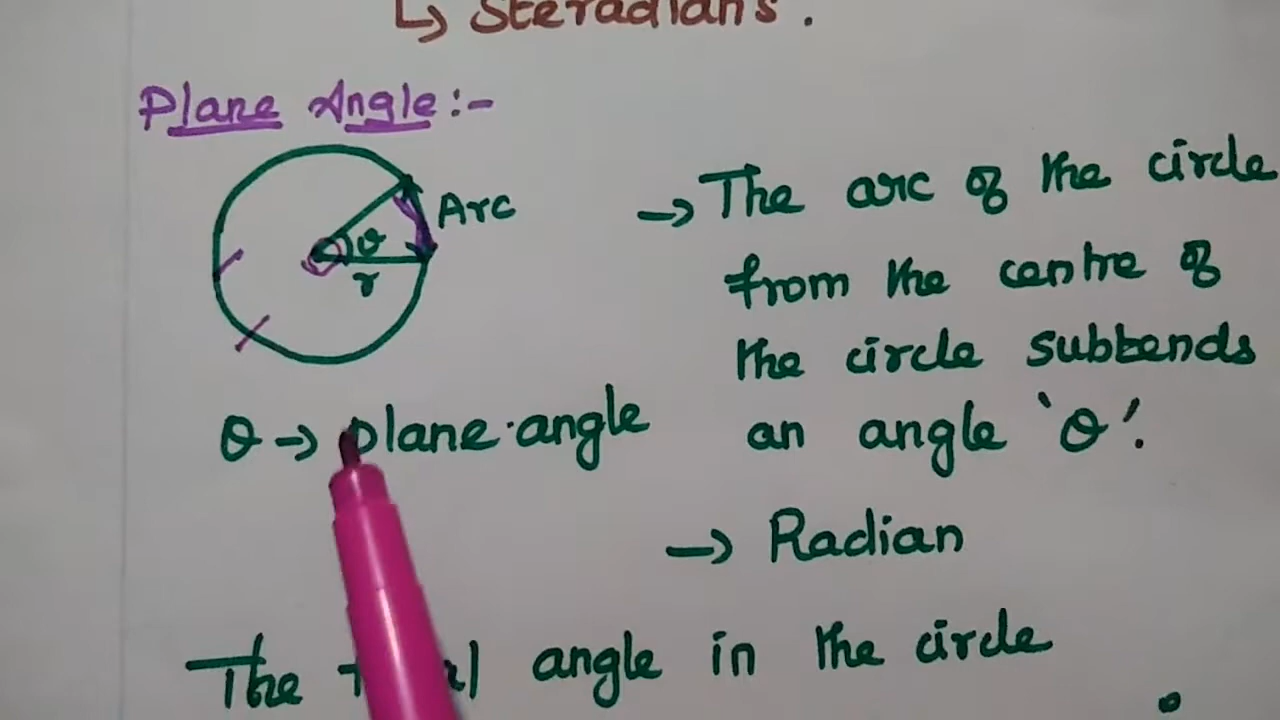 ↳ Steradians.
Plane Angle:-
Arc
θ
r
→ The arc of the circle
from the centre of
the circle subtends
an angle 'θ'.
θ → plane angle
→ Radian
The angle in the circle